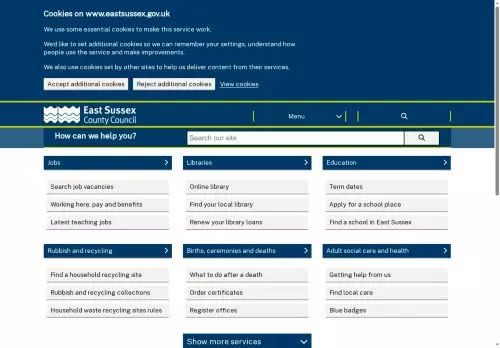 Cookies on www.eastsussex.gov.uk
We use some essential cookies to make this service work.
We'd like to set additional cookies so we can remember your settings, understand how
people use the service and make improvements.
We also use cookies set by other sites to help us deliver content from their services.
Accept additional cookies
Reject additional cookies
View cookies
East Sussex
County Council
Menu
How can we help you?
Search our site
Jobs
Search job vacancies
Working here, pay and benefits
Latest teaching jobs
Libraries
Online library
Find your local library
Renew your library loans
Education
Term dates
Apply for a school place
Find a school in East Sussex
Rubbish and recycling
Find a household recycling site
Rubbish and recycling collections
Household waste recycling sites rules
Births, ceremonies and deaths
What to do after a death
Order certificates
Register offices
Adult social care and health
Getting help from us
Find local care
Blue badges
Show more services